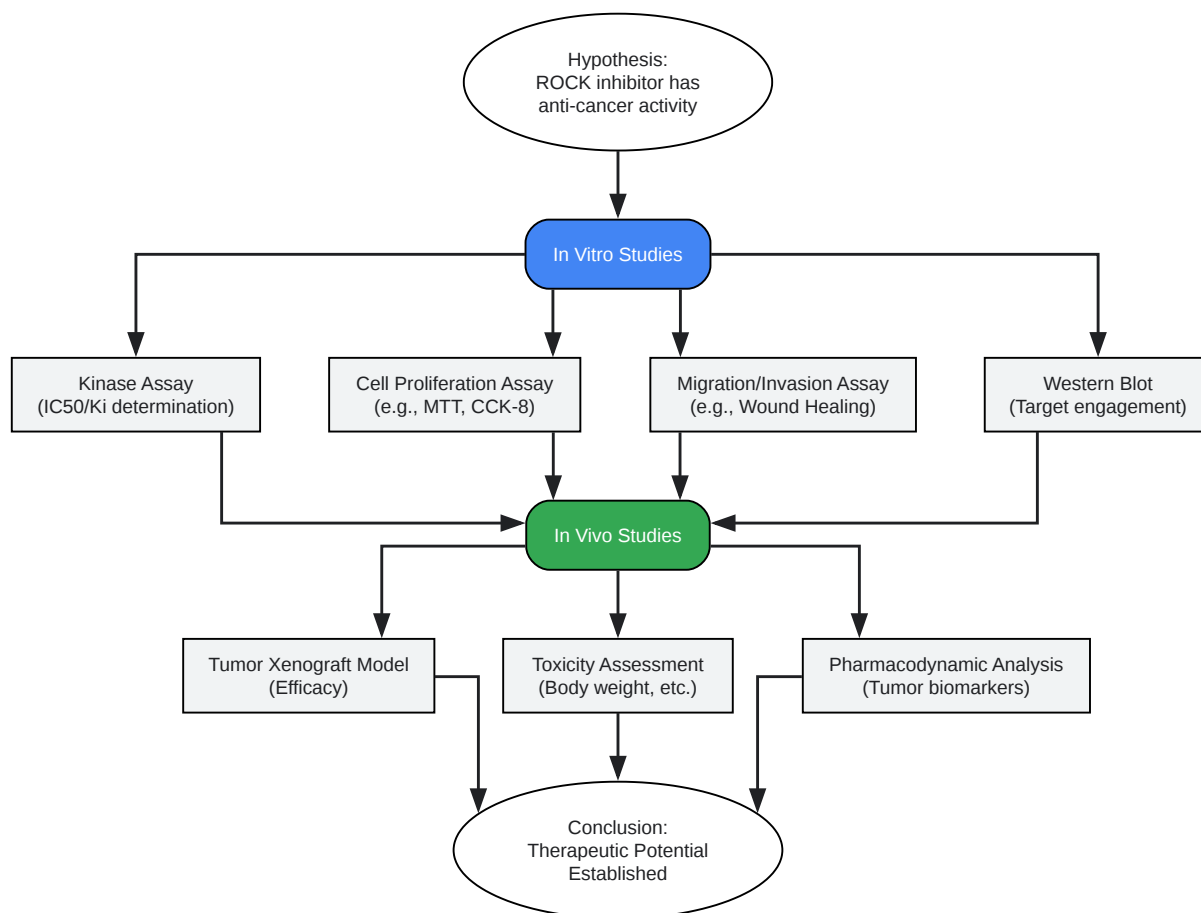 Hypothesis:
ROCK inhibitor has
anti-cancer activity
In Vitro Studies
Kinase Assay
(IC50/Ki determination)
Cell Proliferation Assay
(e.g., MTT, CCK-8)
Migration/Invasion Assay
(e.g., Wound Healing)
Western Blot
(Target engagement)
In Vivo Studies
Tumor Xenograft Model
(Efficacy)
Toxicity Assessment
(Body weight, etc.)
Pharmacodynamic Analysis
(Tumor biomarkers)
Conclusion:
Therapeutic Potential
Established